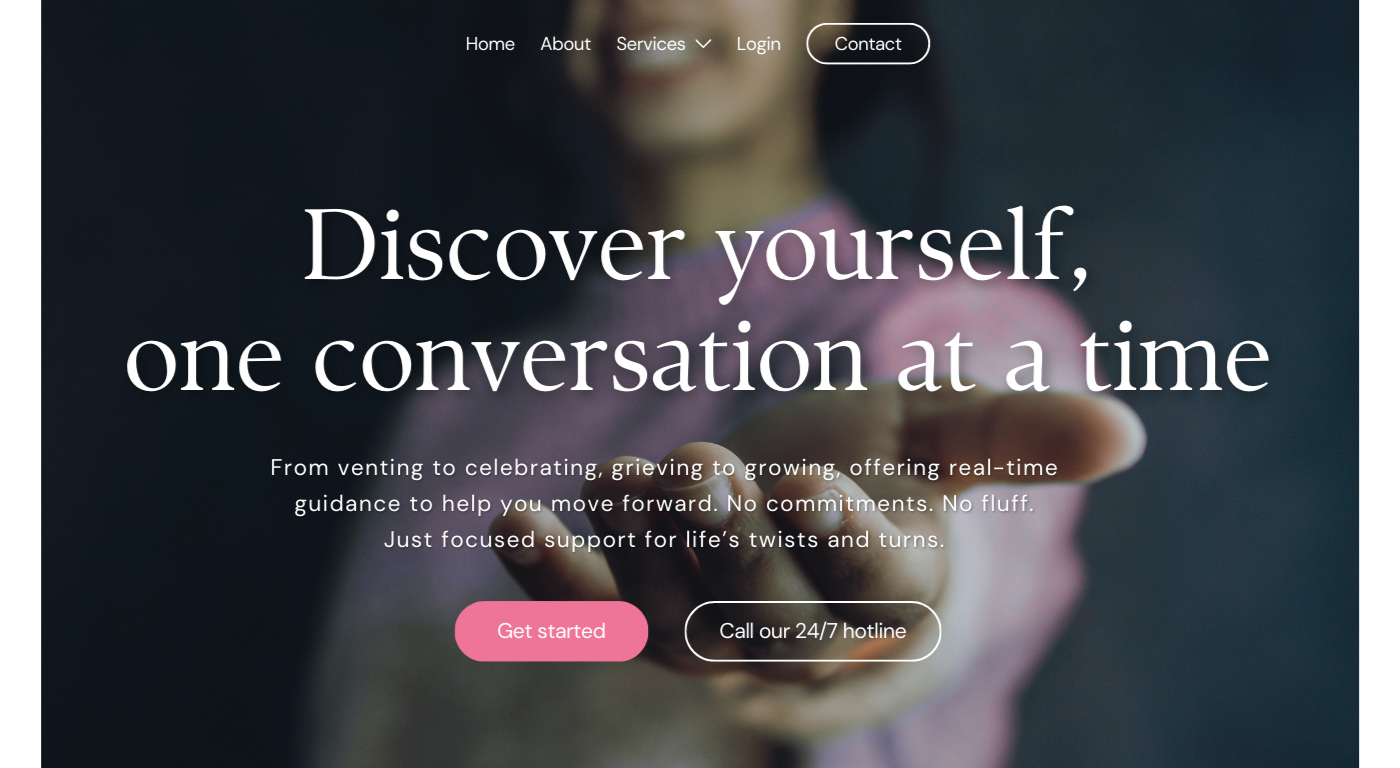 Home About Services Login Contact
Discover yourself,
one conversation at a time
From venting to celebrating, grieving to growing, offering real-time
guidance to help you move forward. No commitments. No fluff.
Just focused support for life’s twists and turns.
Get started Call our 24/7 hotline